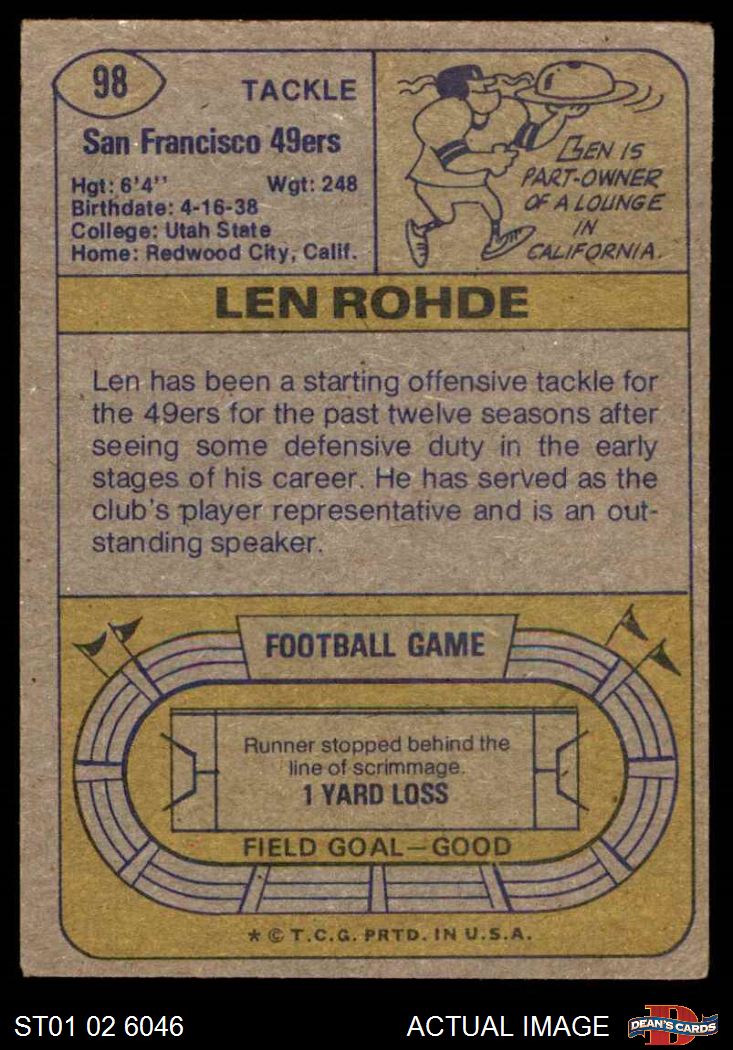 98
TACKLE
San Francisco 49ers
Hgt: 6'4" Wgt: 248
Birthdate: 4-16-38
College: Utah State
Home: Redwood City, Calif.
BEN IS
PART-OWNER
OF A LOUNGE
IN
CALIFORNIA.
LEN ROHDE
Len has been a starting offensive tackle for
the 49ers for the past twelve seasons after
seeing some defensive duty in the early
stages of his career. He has served as the
club's player representative and is an out-
standing speaker.
FOOTBALL GAME
Runner stopped behind the
line of scrimmage.
1 YARD LOSS
FIELD GOAL—GOOD
* © T.C.G. PRTD. IN U.S.A.
ST01 02 6046
ACTUAL IMAGE
DEAN'S CARDS